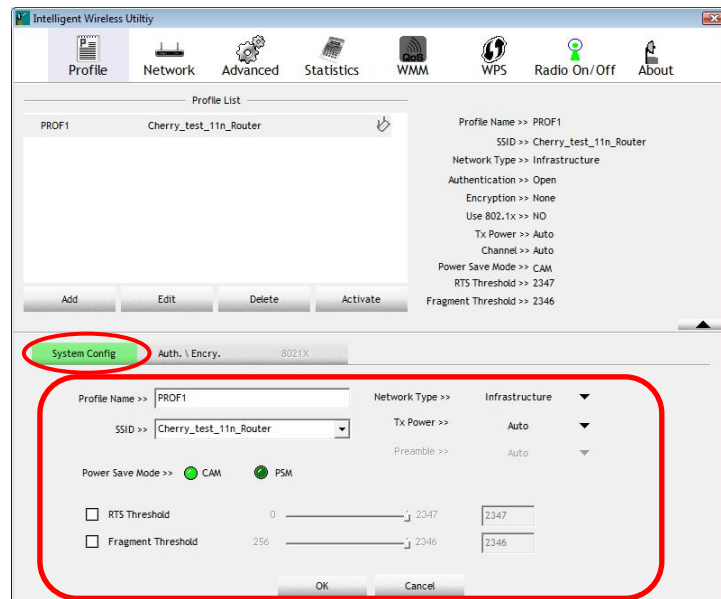 Intelligent Wireless Utiltiy
Profile Network Advanced Statistics QoS WMM WPS Radio On/Off About
Profile List
PROF1 Cherry_test_11n_Router
Add Edit Delete Activate
Profile Name >> PROF1
SSID >> Cherry_test_11n_Router
Network Type >> Infrastructure
Authentication >> Open
Encryption >> None
Use 802.1x >> NO
Tx Power >> Auto
Channel >> Auto
Power Save Mode >> CAM
RTS Threshold >> 2347
Fragment Threshold >> 2346
System Config Auth. \ Encry. 8021X
Profile Name >> PROF1 Network Type >> Infrastructure
SSID >> Cherry_test_11n_Router Tx Power >> Auto
Preamble >> Auto
Power Save Mode >> CAM PSM
RTS Threshold 0 2347 2347
Fragment Threshold 256 2346 2346
OK Cancel